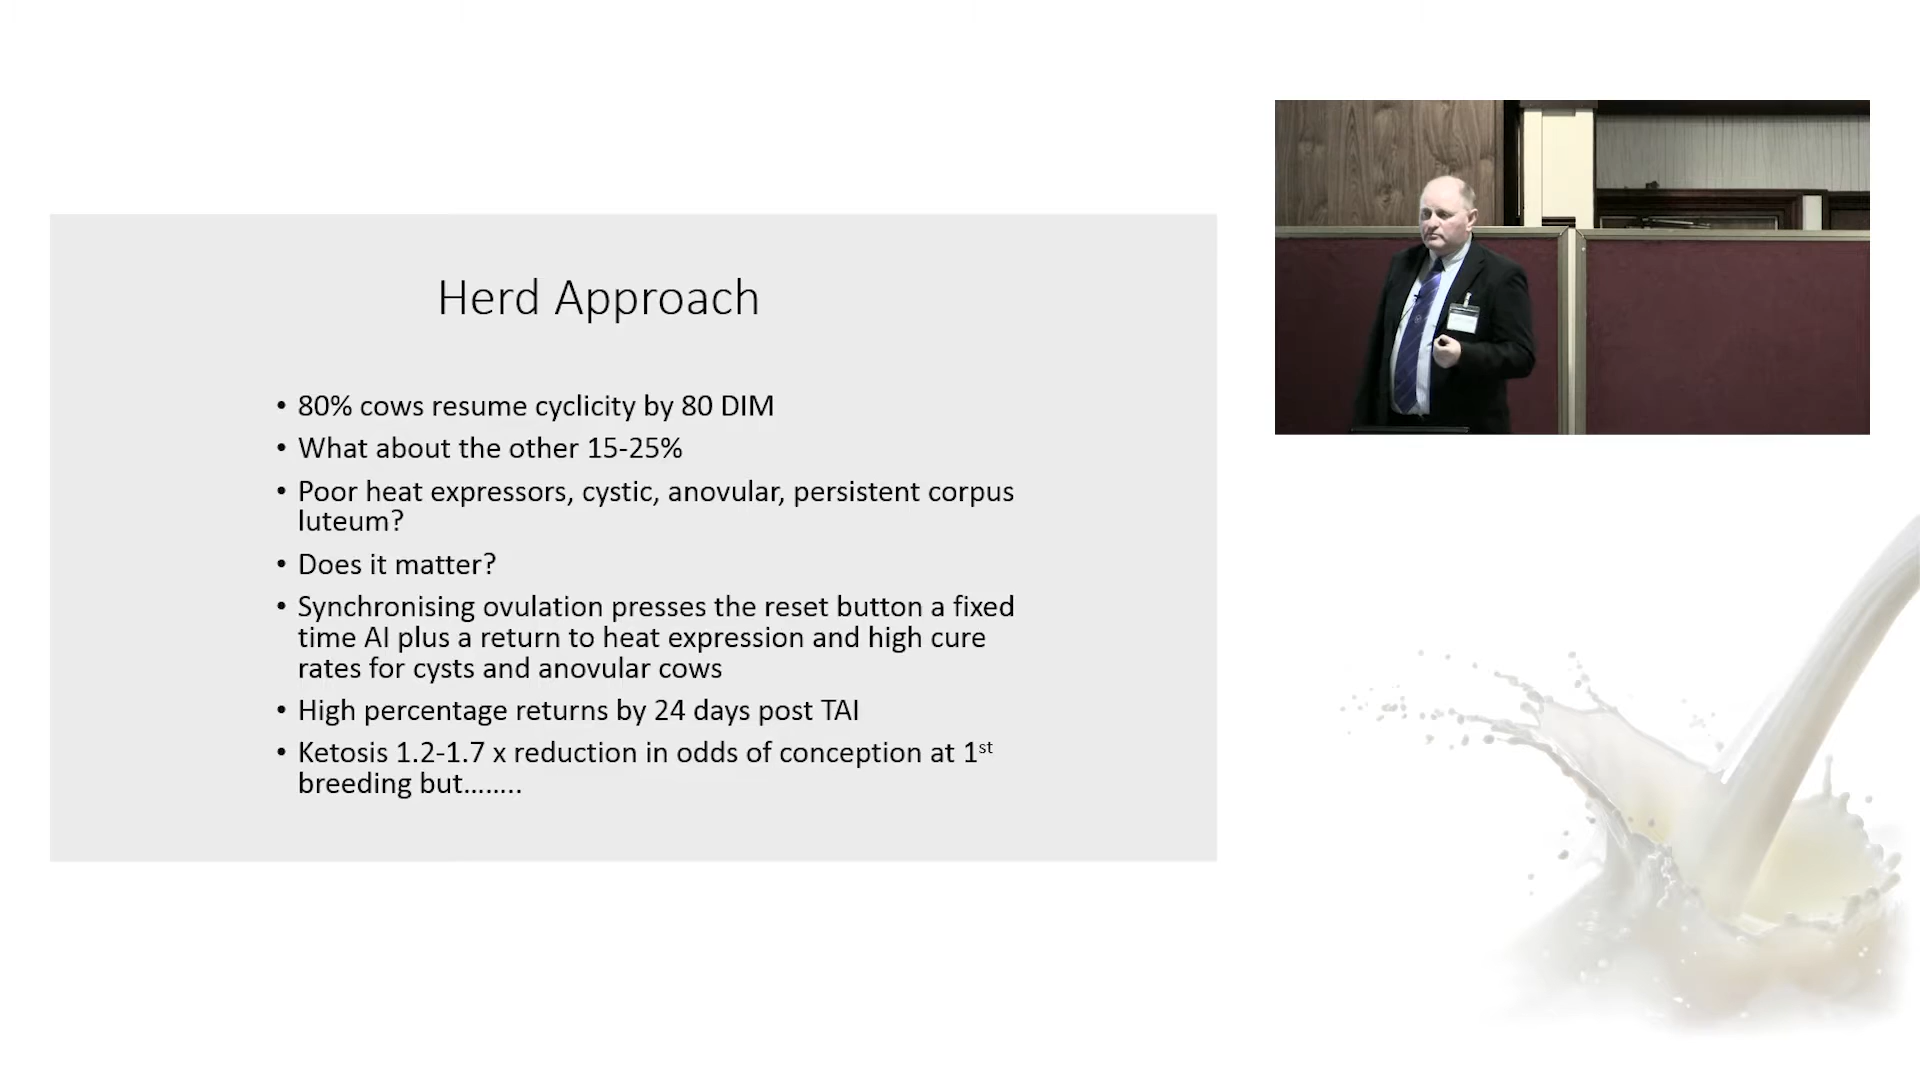 Herd Approach
• 80% cows resume cyclicity by 80 DIM
• What about the other 15-25%
• Poor heat expressors, cystic, anovular, persistent corpus
luteum?
• Does it matter?
• Synchronising ovulation presses the reset button a fixed
time AI plus a return to heat expression and high cure
rates for cysts and anovular cows
• High percentage returns by 24 days post TAI
• Ketosis 1.2-1.7 x reduction in odds of conception at 1st
breeding but........